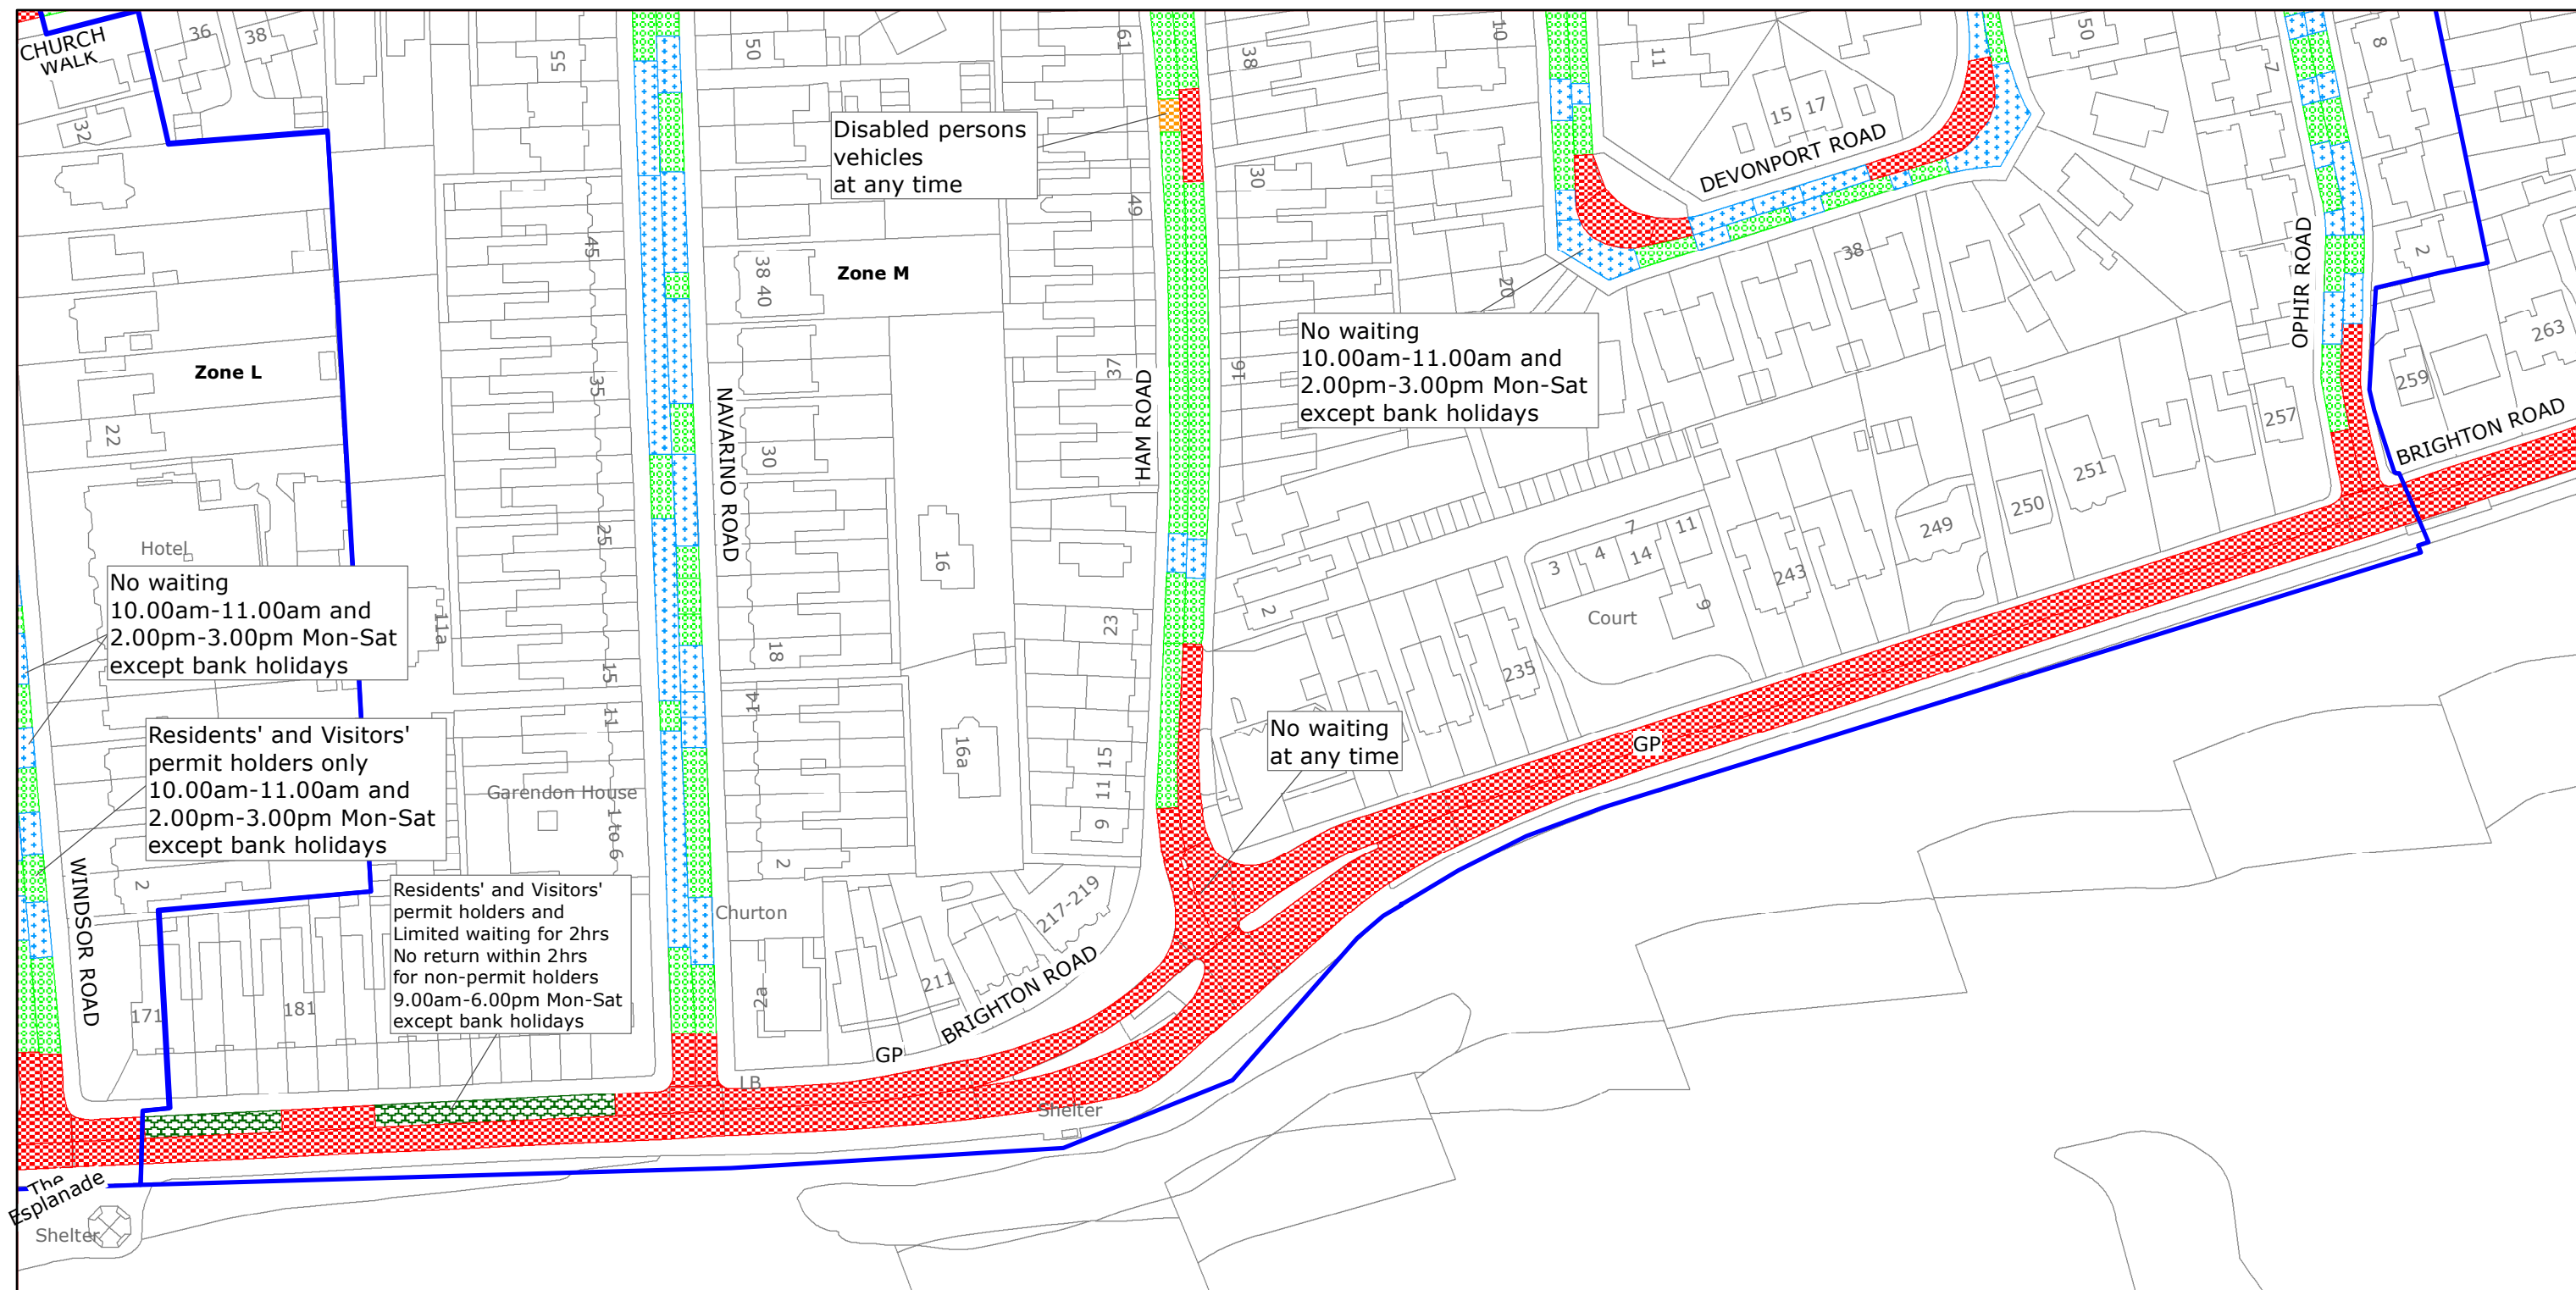 CHURCH
WALK
36
38
32
55
50
61
38
10
11
15
17
50
7
8
Disabled persons
vehicles
at any time
DEVONPORT ROAD
30
49
45
38 40
Zone M
20
38
OPHIR ROAD
2
263
Zone L
No waiting
10.00am-11.00am and
2.00pm-3.00pm Mon-Sat
except bank holidays
35
37
16
HAM ROAD
NAVARINO ROAD
259
257
BRIGHTON ROAD
22
30
251
250
249
Hotel
25
16
3
4
7
14
11
9
243
Court
2
No waiting
10.00am-11.00am and
2.00pm-3.00pm Mon-Sat
except bank holidays
11a
15
18
23
235
11
14
Residents' and Visitors'
permit holders only
10.00am-11.00am and
2.00pm-3.00pm Mon-Sat
except bank holidays
No waiting
at any time
GP
16a
11 15
9
Garendon House
1 to 6
2
2
WINDSOR ROAD
Residents' and Visitors'
permit holders and
Limited waiting for 2hrs
No return within 2hrs
for non-permit holders
9.00am-6.00pm Mon-Sat
except bank holidays
Churton
217-219
211
2a
BRIGHTON ROAD
171
181
GP
LB
Shelter
The
Esplanade
Shelter